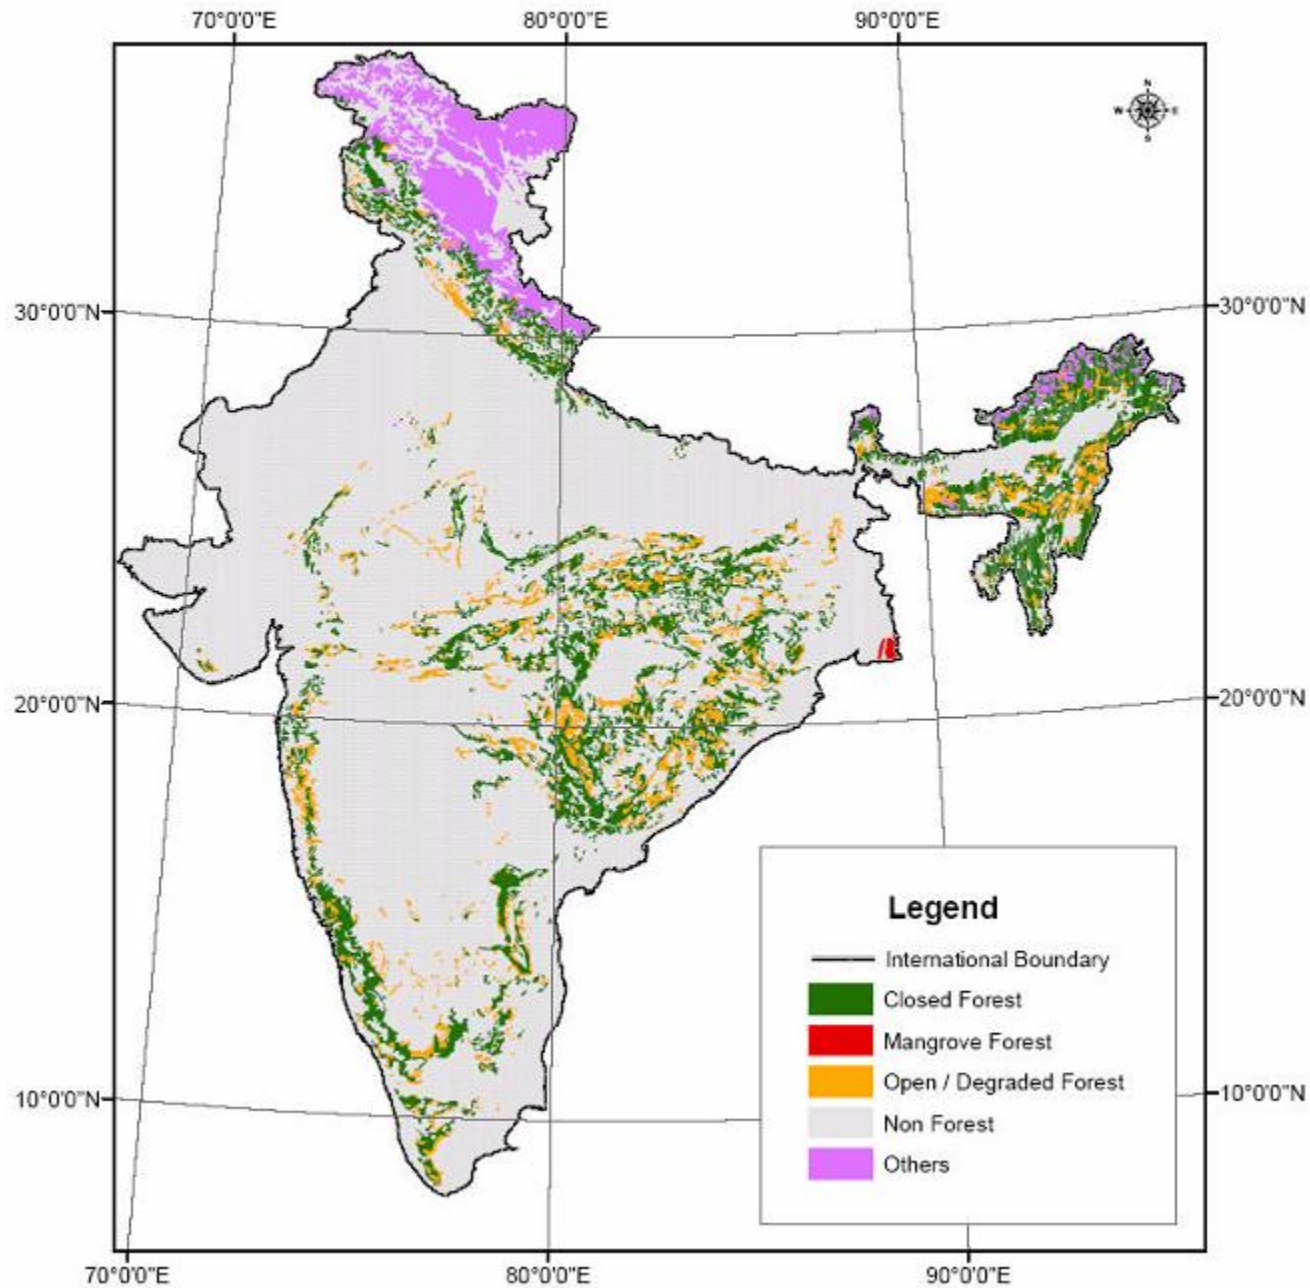 70°0'0"E 80°0'0"E 90°0'0"E
N
W E
S
30°0'0"N 30°0'0"N
20°0'0"N 20°0'0"N
Legend
International Boundary
Closed Forest
Mangrove Forest
Open / Degraded Forest
10°0'0"N 10°0'0"N
Non Forest
Others
70°0'0"E 80°0'0"E 90°0'0"E